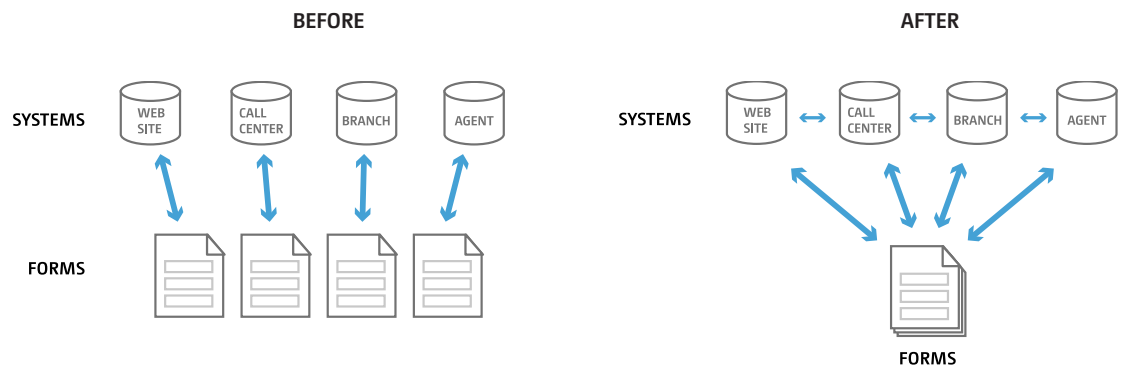 BEFORE
SYSTEMS
WEB
SITE
CALL
CENTER
BRANCH
AGENT
FORMS
AFTER
SYSTEMS
WEB
SITE
CALL
CENTER
BRANCH
AGENT
FORMS